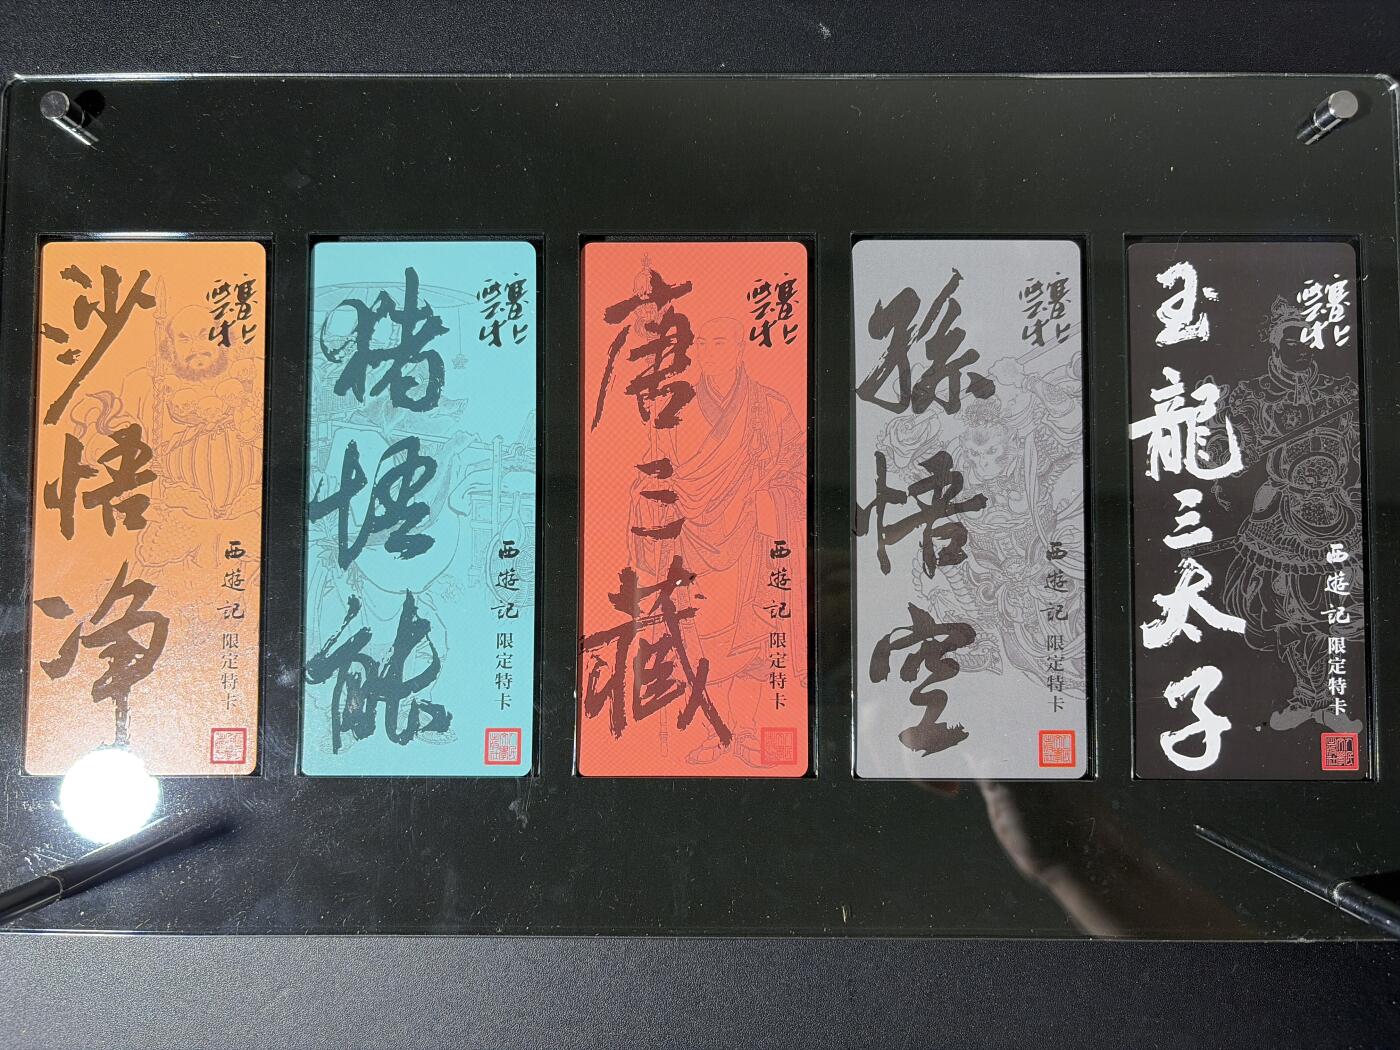 沙悟净
西遊記 限定特卡
猪悟能
西遊記 限定特卡
唐三藏
西遊記 限定特卡
孫悟空
西遊記 限定特卡
玉龍三太子
西遊記 限定特卡